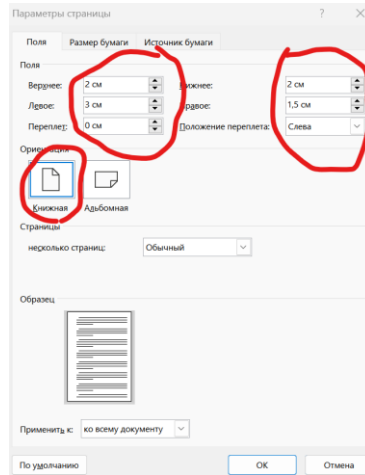 Параметры страницы ? ×
Поля Размер бумаги Источник бумаги
Поля
Верхнее: 2 см Нижнее: 2 см
Левое: 3 см Правое: 1,5 см
Переплет: 0 см Положение переплета: Слева
Ориентация
Книжная Альбомная
Страницы
несколько страниц: Обычный
Образец
Применить к: ко всему документу
По умолчанию ОК Отмена